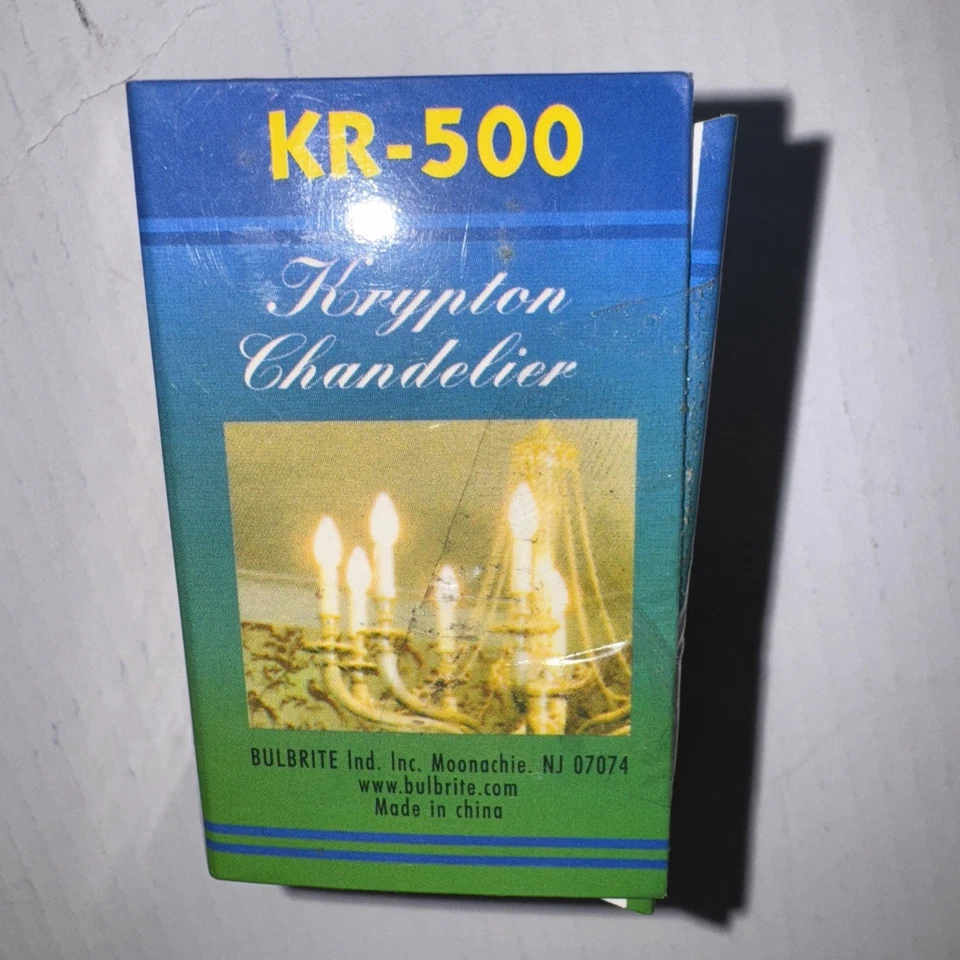 KR-500
Krypton
Chandelier
BULBRITE Ind. Inc. Moonachie. NJ 07074
www.bulbrite.com
Made in china